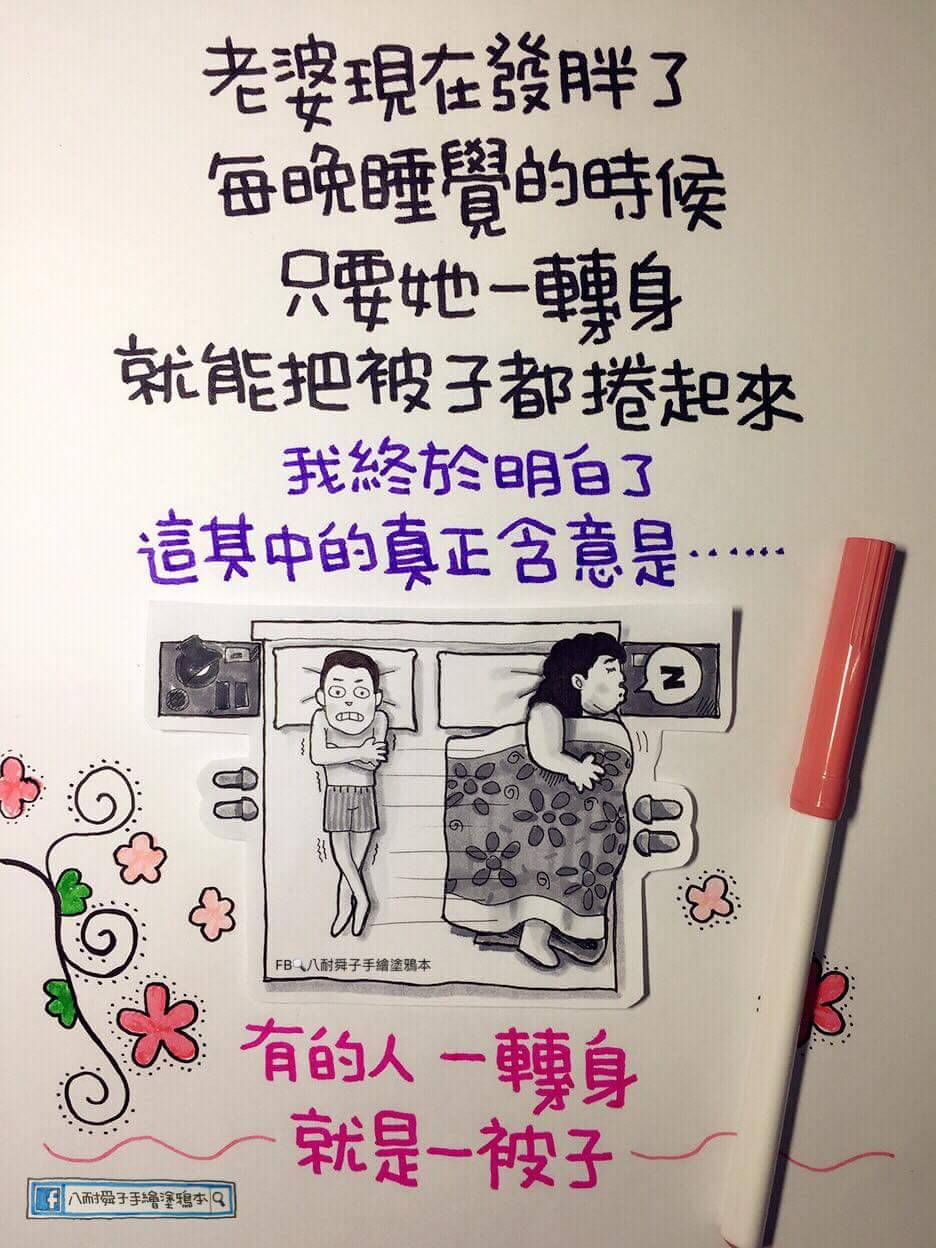 老婆現在發胖了
每晚睡覺的時候
只要她一轉身
就能把被子都捲起來
我終於明白了
這其中的真正含意是……
N
FB🔍八耐舜子手繪塗鴉本
有的人一轉身
就是一被子
f 八耐舜子手繪塗鴉本